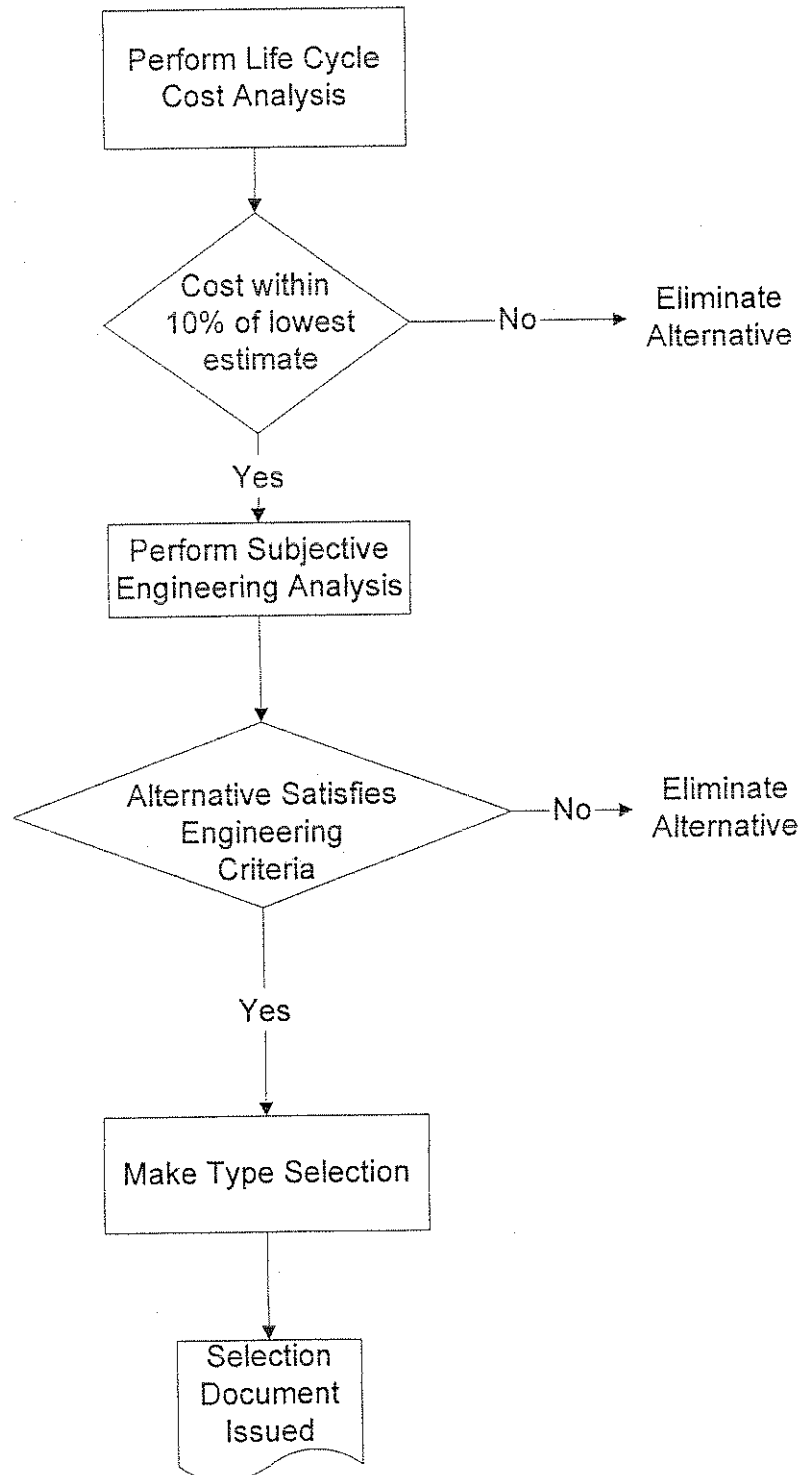 Perform Life Cycle
Cost Analysis
Cost within
10% of lowest
estimate
No
Eliminate
Alternative
Yes
Perform Subjective
Engineering Analysis
Alternative Satisfies
Engineering
Criteria
No
Eliminate
Alternative
Yes
Make Type Selection
Selection
Document
Issued